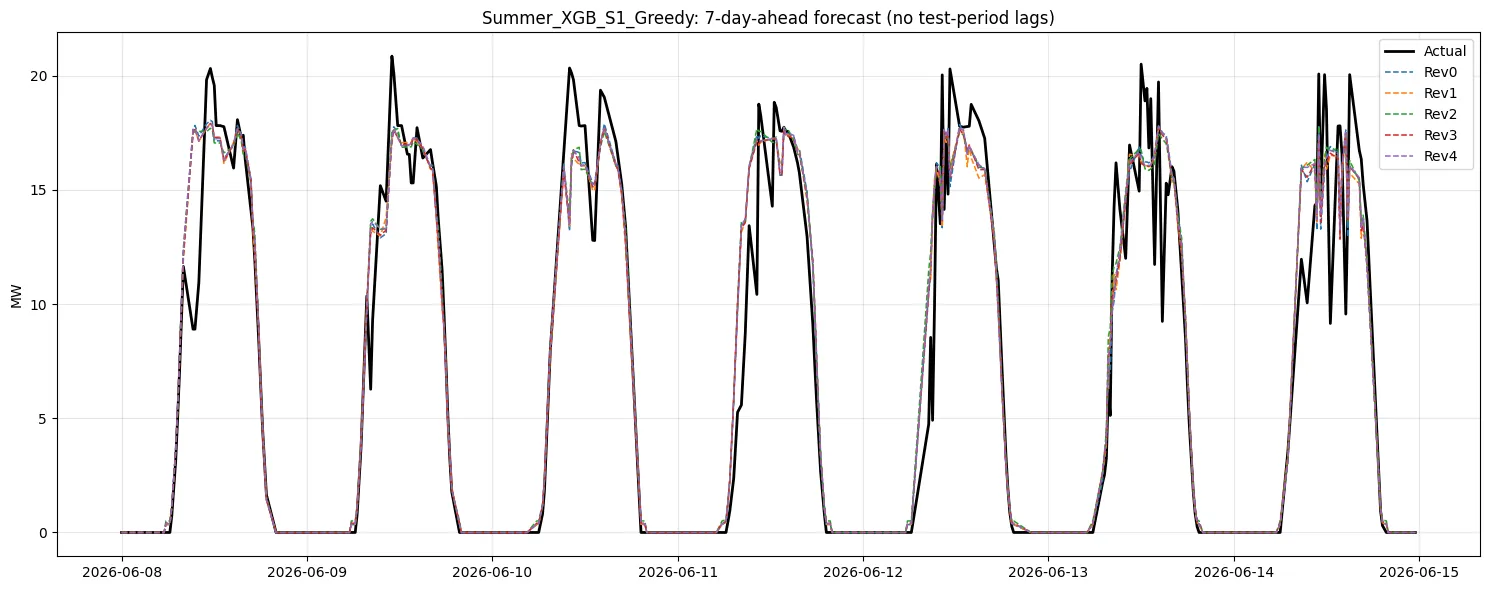 Summer_XGB_S1_Greedy: 7-day-ahead forecast (no test-period lags)
Actual
Rev0
Rev1
Rev2
Rev3
Rev4
MW
20
15
10
5
0
2026-06-08
2026-06-09
2026-06-10
2026-06-11
2026-06-12
2026-06-13
2026-06-14
2026-06-15